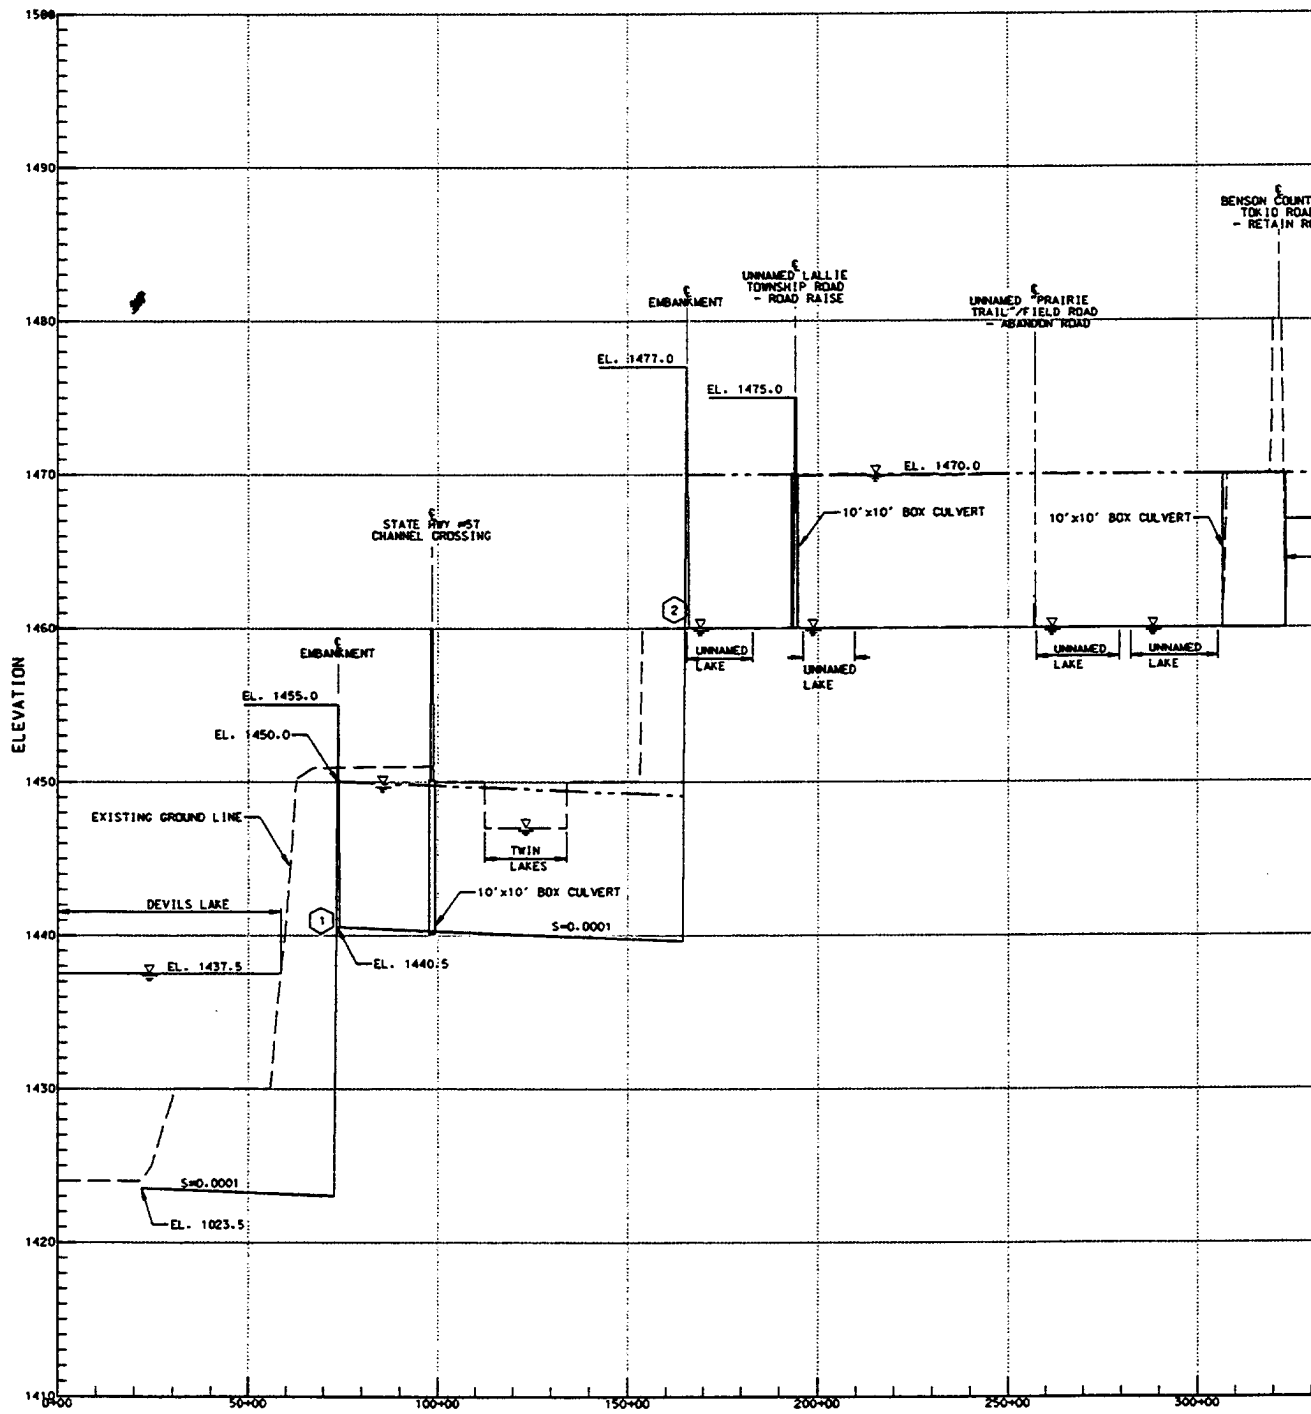 1500
1490
1480
1470
1460
1450
1440
1430
1420
1410
ELEVATION
0+00
50+00
100+00
150+00
200+00
250+00
300+00
BENSON COUNT
TOKIO ROA
- RETAIN R
℄
UNNAMED LALLIE
TOWNSHIP ROAD
- ROAD RAISE
℄
EMBANKMENT
℄
UNNAMED "PRAIRIE
TRAIL"/FIELD ROAD
- ABANDON ROAD
℄
EL. 1477.0
EL. 1475.0
EL. 1470.0
10'x10' BOX CULVERT
10'x10' BOX CULVERT
℄
STATE HWY #57
CHANNEL CROSSING
2
UNNAMED
LAKE
UNNAMED
LAKE
UNNAMED
LAKE
UNNAMED
LAKE
℄
EMBANKMENT
EL. 1455.0
EL. 1450.0
EXISTING GROUND LINE
TWIN
LAKES
10'x10' BOX CULVERT
DEVILS LAKE
1
S=0.0001
EL. 1440.5
EL. 1437.5
S=0.0001
EL. 1023.5